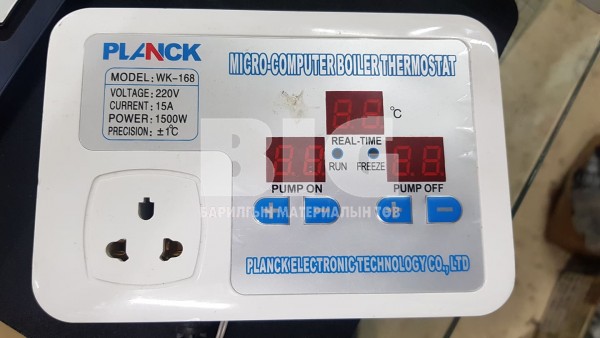 PLANCK
MODEL: WK-168
VOLTAGE: 220V
CURRENT: 15A
POWER: 1500W
PRECISION: ±1℃
MICRO-COMPUTER BOILER THERMOSTAT
℃
REAL-TIME
RUN FREEZE
PUMP ON PUMP OFF
+ − + −
BIG
БАРИЛГЫН МАТЕРИАЛЫН ТӨВ
PLANCK ELECTRONIC TECHNOLOGY CO., LTD